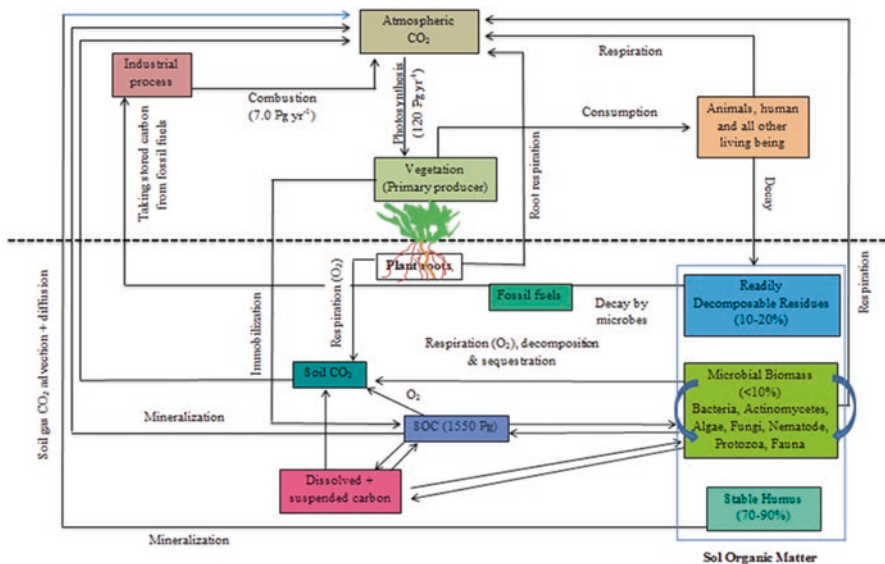 Atmospheric
CO₂
Industrial
process
Combustion
(7.0 Pg yr⁻¹)
Photosynthesis
(120 Pg yr⁻¹)
Respiration
Consumption
Animals, human
and all other
living being
Vegetation
(Primary producer)
Taking stored carbon
from fossil fuels
Root respiration
Decay
Plant roots
Respiration (O₂)
Fossil fuels
Decay by
microbes
Readily
Decomposable Residues
(10-20%)
Respiration
Immobilization
Soil gas CO₂ advection + diffusion
Respiration (O₂), decomposition
& sequestration
Soil CO₂
O₂
Microbial Biomass
(<10%)
Bacteria, Actinomycetes,
Algae, Fungi, Nematode,
Protozoa, Fauna
Mineralization
SOC (1550 Pg)
Dissolved +
suspended carbon
Stable Humus
(70-90%)
Mineralization
Sol Organic Matter